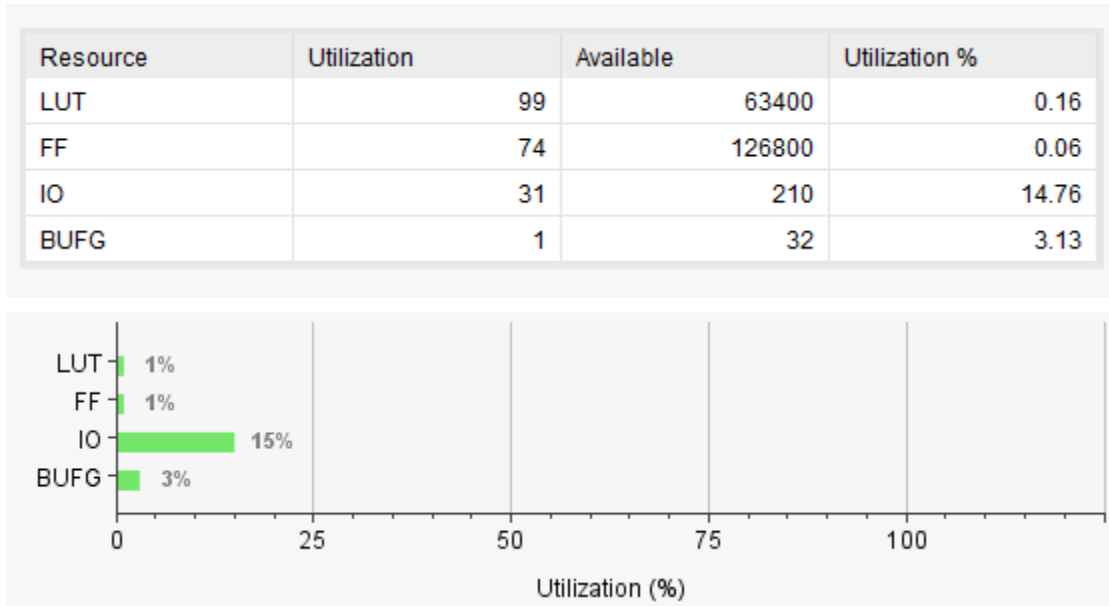 Resource Utilization Available Utilization %
LUT 99 63400 0.16
FF 74 126800 0.06
IO 31 210 14.76
BUFG 1 32 3.13
LUT 1%
FF 1%
IO 15%
BUFG 3%
0 25 50 75 100
Utilization (%)